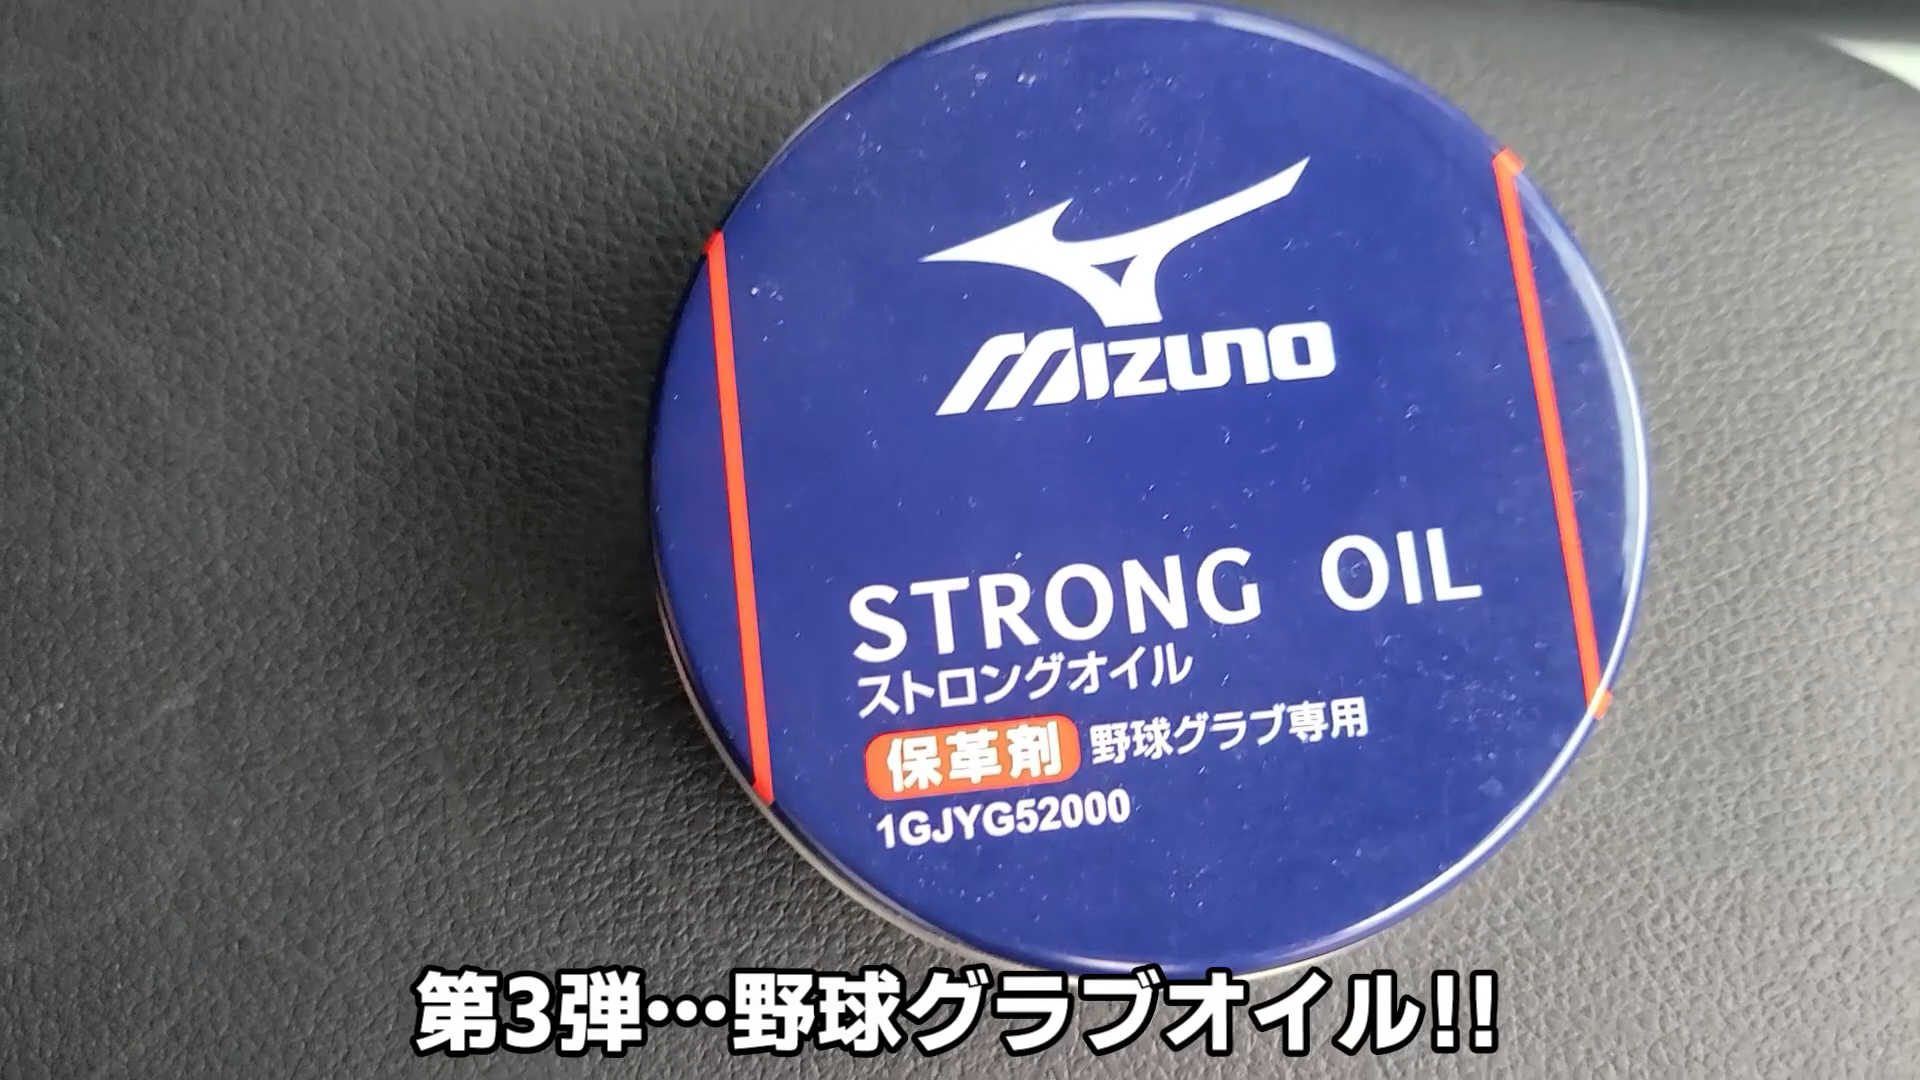 MIZUNO
STRONG OIL
ストロングオイル
保革剤 野球グラブ専用
1GJYG52000
第3弾…野球グラブオイル!!